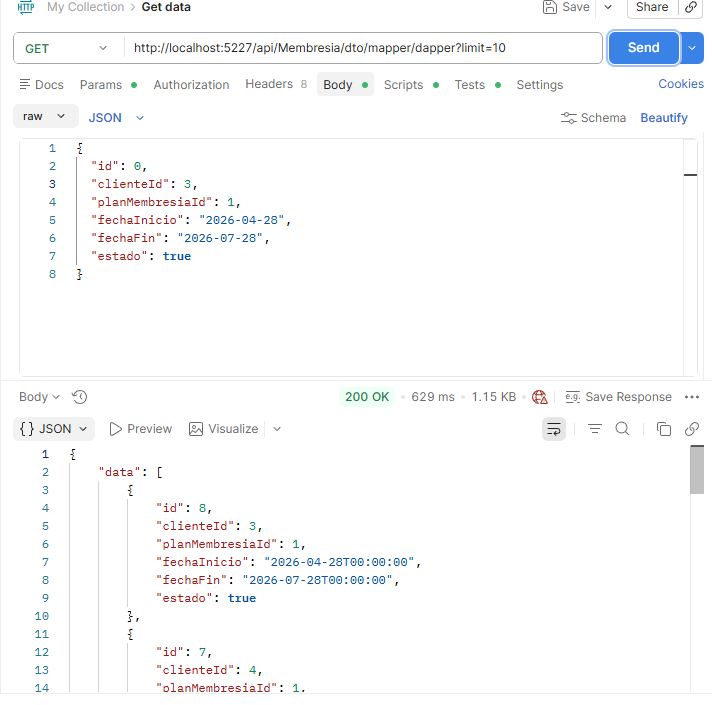 HTTP My Collection > Get data Save Share
GET http://localhost:5227/api/Membresia/dto/mapper/dapper?limit=10 Send
Docs Params Authorization Headers 8 Body Scripts Tests Settings Cookies
raw JSON Schema Beautify
1 {
2 "id": 0,
3 "clienteId": 3,
4 "planMembresiaId": 1,
5 "fechaInicio": "2026-04-28",
6 "fechaFin": "2026-07-28",
7 "estado": true
8 }
Body 200 OK • 629 ms • 1.15 KB • e.g. Save Response
{} JSON Preview Visualize
1 {
2 "data": [
3 {
4 "id": 8,
5 "clienteId": 3,
6 "planMembresiaId": 1,
7 "fechaInicio": "2026-04-28T00:00:00",
8 "fechaFin": "2026-07-28T00:00:00",
9 "estado": true
10 },
11 {
12 "id": 7,
13 "clienteId": 4,
14 "planMembresiaId": 1,